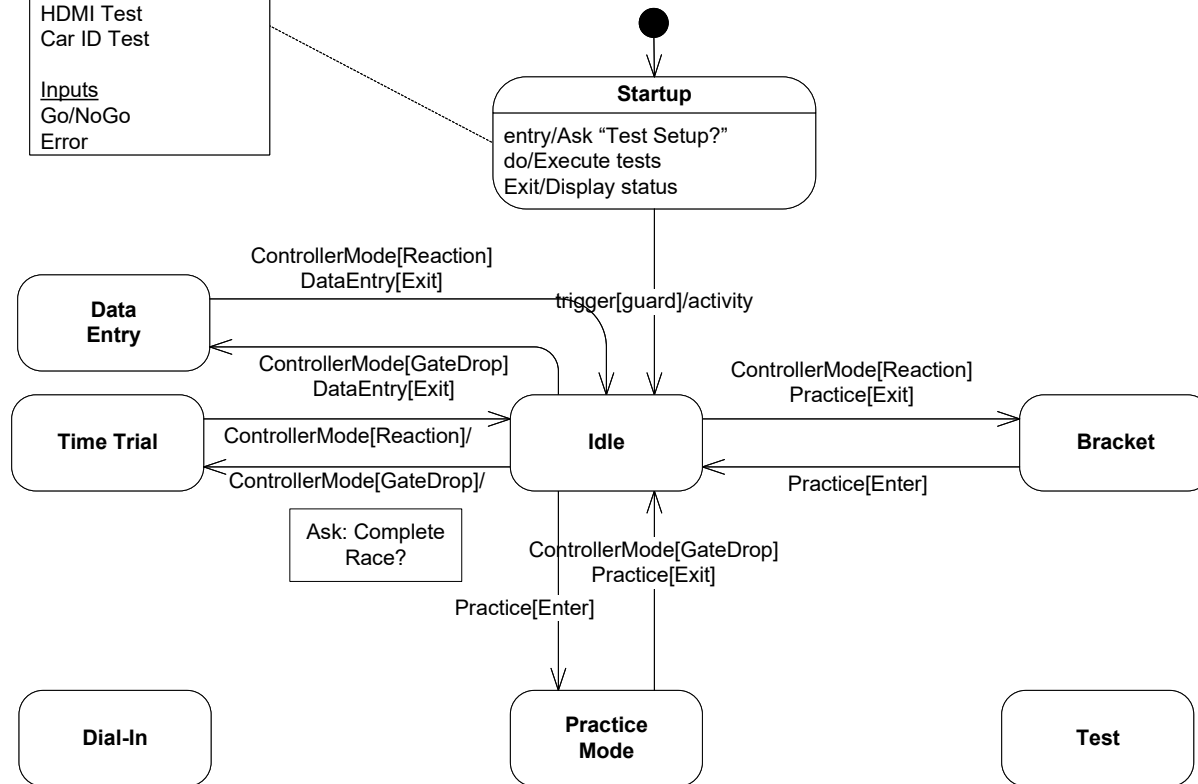 HDMI Test
Car ID Test
Inputs
Go/NoGo
Error
Startup
entry/Ask “Test Setup?”
do/Execute tests
Exit/Display status
ControllerMode[Reaction]
DataEntry[Exit]
trigger[guard]/activity
Data
Entry
ControllerMode[GateDrop]
DataEntry[Exit]
ControllerMode[Reaction]
Practice[Exit]
Time Trial
ControllerMode[Reaction]/
Idle
Bracket
ControllerMode[GateDrop]/
Practice[Enter]
Ask: Complete
Race?
ControllerMode[GateDrop]
Practice[Exit]
Practice[Enter]
Dial-In
Practice
Mode
Test